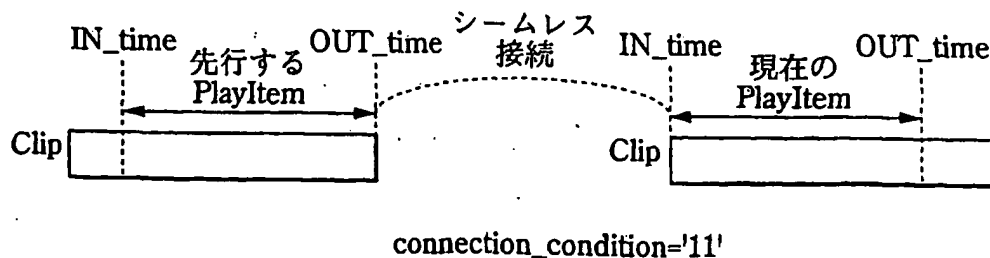 IN_time
OUT_time
シームレス
接続
IN_time
OUT_time
先行する
PlayItem
現在の
PlayItem
Clip
Clip
connection_condition='11'